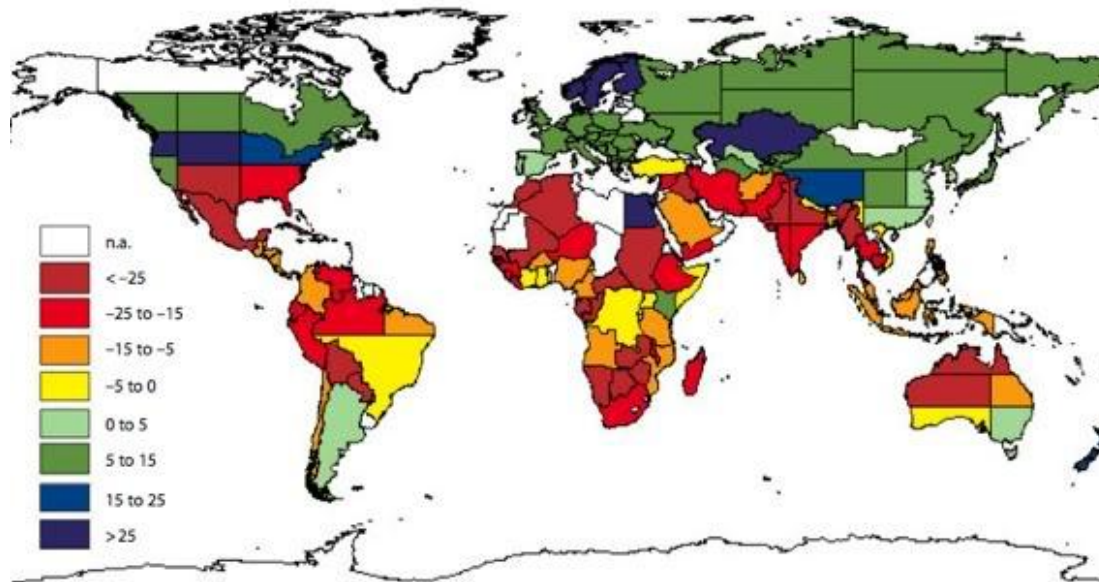 n.a.
< –25
–25 to –15
–15 to –5
–5 to 0
0 to 5
5 to 15
15 to 25
> 25